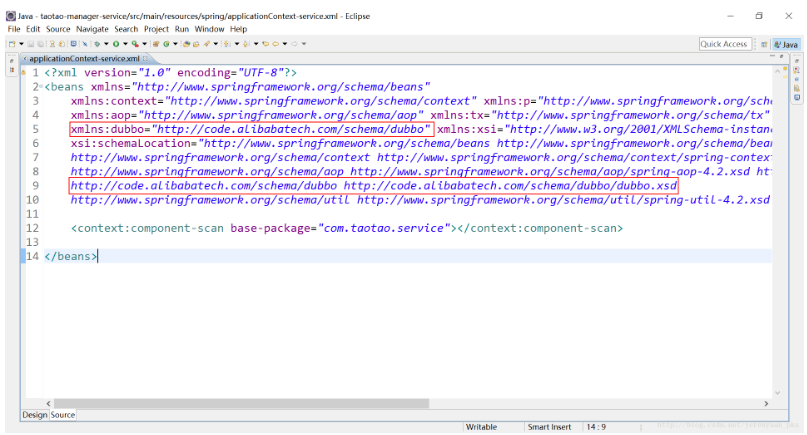 Java - taotao-manager-service/src/main/resources/spring/applicationContext-service.xml - Eclipse
File Edit Source Navigate Search Project Run Window Help
Quick Access
Java
applicationContext-service.xml
1 <?xml version="1.0" encoding="UTF-8"?>
2 <beans xmlns="http://www.springframework.org/schema/beans"
3 xmlns:context="http://www.springframework.org/schema/context" xmlns:p="http://www.springframework.org/sche
4 xmlns:aop="http://www.springframework.org/schema/aop" xmlns:tx="http://www.springframework.org/schema/tx"
5 xmlns:dubbo="http://code.alibabatech.com/schema/dubbo" xmlns:xsi="http://www.w3.org/2001/XMLSchema-instanc
6 xsi:schemaLocation="http://www.springframework.org/schema/beans http://www.springframework.org/schema/bean
7 http://www.springframework.org/schema/context http://www.springframework.org/schema/context/spring-contex
8 http://www.springframework.org/schema/aop http://www.springframework.org/schema/aop/spring-aop-4.2.xsd htt
9 http://code.alibabatech.com/schema/dubbo http://code.alibabatech.com/schema/dubbo/dubbo.xsd
10 http://www.springframework.org/schema/util http://www.springframework.org/schema/util/spring-util-4.2.xsd
11
12 <context:component-scan base-package="com.taotao.service"></context:component-scan>
13
14 </beans>
Design Source
Writable Smart Insert 14 : 9